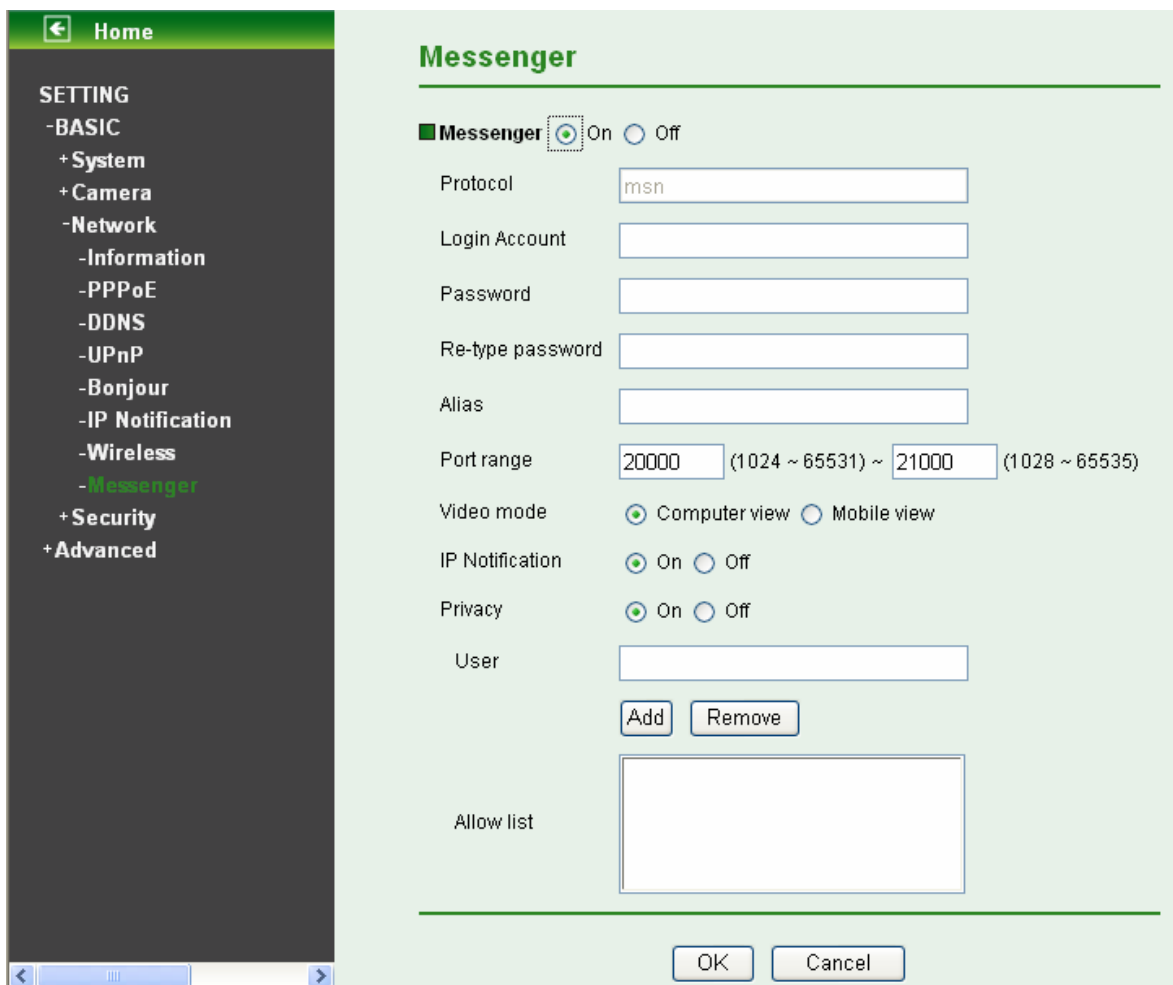 Home
SETTING
-BASIC
+System
+Camera
-Network
-Information
-PPPoE
-DDNS
-UPnP
-Bonjour
-IP Notification
-Wireless
-Messenger
+Security
+Advanced
Messenger
Messenger On Off
Protocol msn
Login Account
Password
Re-type password
Alias
Port range 20000 (1024 ~ 65531) ~ 21000 (1028 ~ 65535)
Video mode Computer view Mobile view
IP Notification On Off
Privacy On Off
User
Add Remove
Allow list
OK Cancel